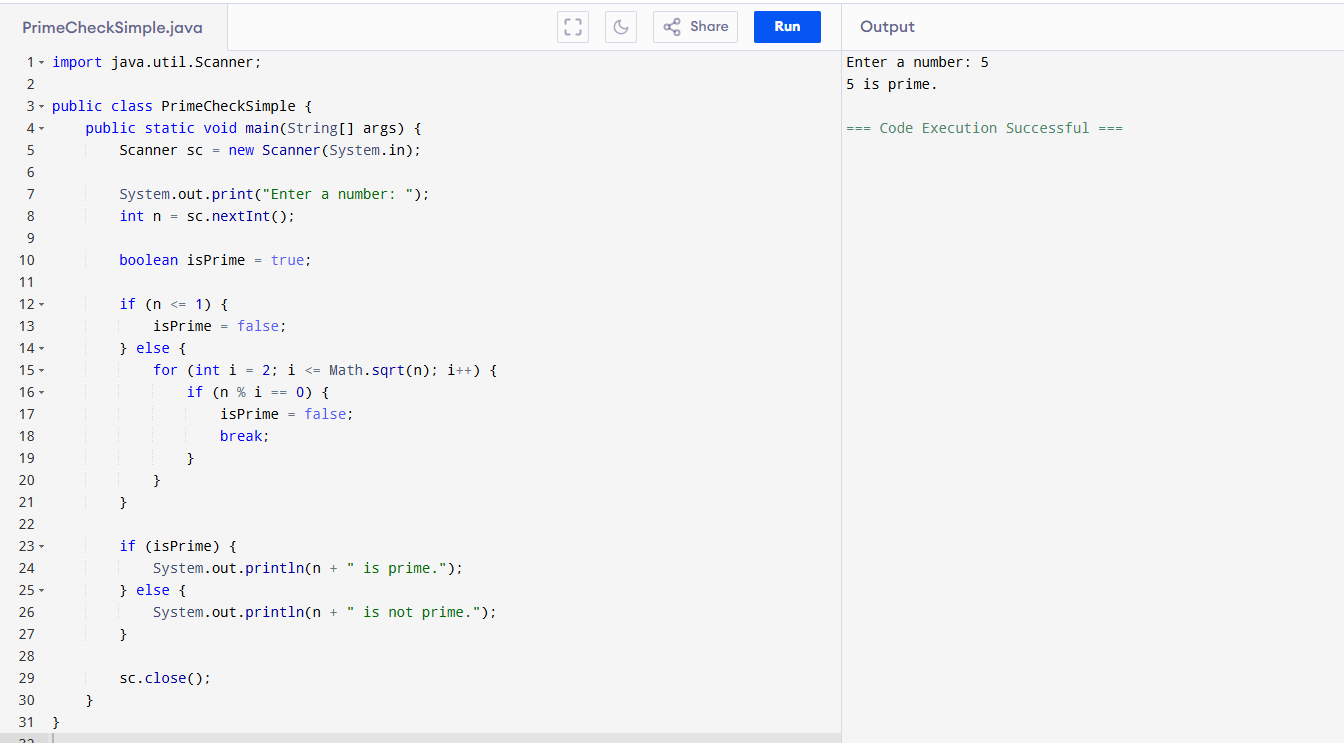 PrimeCheckSimple.java
Share
Run
Output
1 import java.util.Scanner;
2
3 public class PrimeCheckSimple {
4     public static void main(String[] args) {
5         Scanner sc = new Scanner(System.in);
6
7         System.out.print("Enter a number: ");
8         int n = sc.nextInt();
9
10         boolean isPrime = true;
11
12         if (n <= 1) {
13             isPrime = false;
14         } else {
15             for (int i = 2; i <= Math.sqrt(n); i++) {
16                 if (n % i == 0) {
17                     isPrime = false;
18                     break;
19                 }
20             }
21         }
22
23         if (isPrime) {
24             System.out.println(n + " is prime.");
25         } else {
26             System.out.println(n + " is not prime.");
27         }
28
29         sc.close();
30     }
31 }
32
Enter a number: 5
5 is prime.
=== Code Execution Successful ===